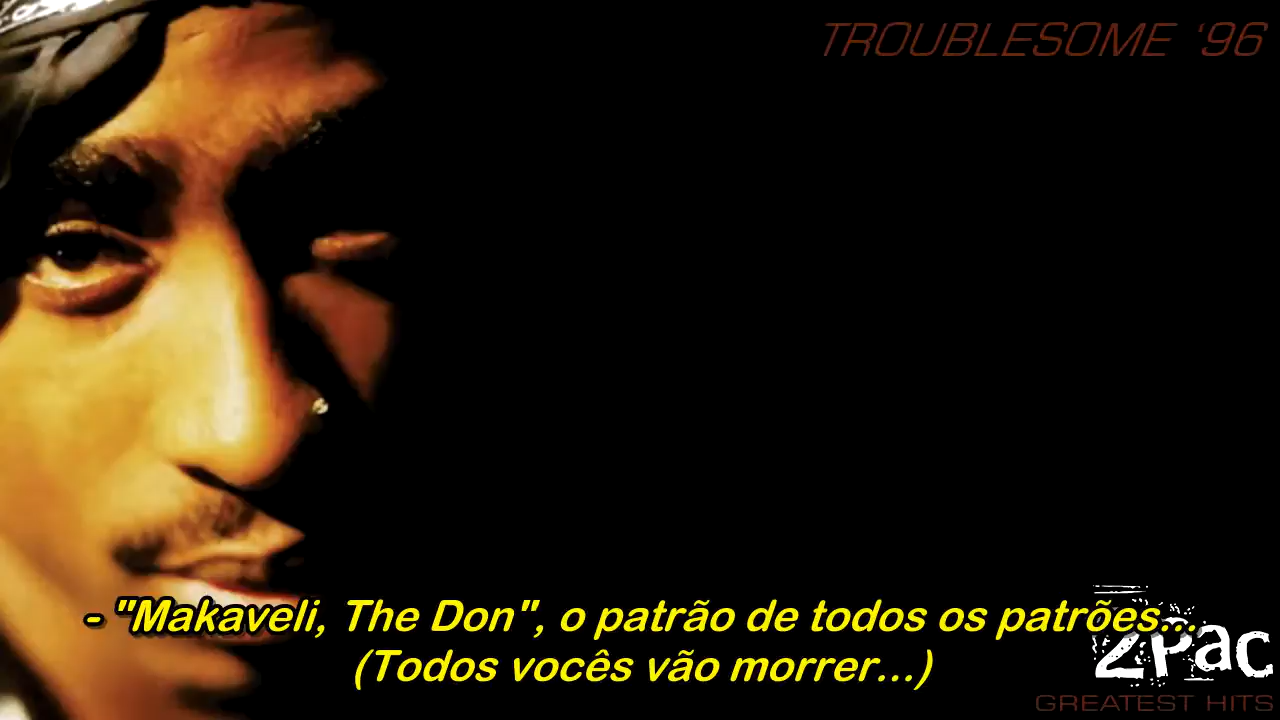 TROUBLESOME '96
- "Makaveli, The Don", o patrão de todos os patrões...
(Todos vocês vão morrer...)
2Pac
GREATEST HITS